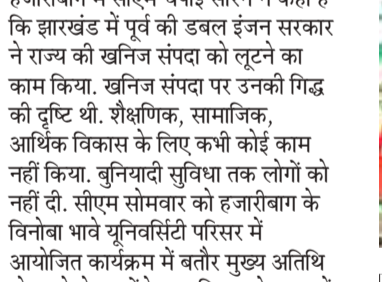 कि झारखंड में पूर्व की डबल इंजन सरकार
ने राज्य की खनिज संपदा को लूटने का
काम किया. खनिज संपदा पर उनकी गिद्ध
की दृष्टि थी. शैक्षणिक, सामाजिक,
आर्थिक विकास के लिए कभी कोई काम
नहीं किया. बुनियादी सुविधा तक लोगों को
नहीं दी. सीएम सोमवार को हजारीबाग के
विनोबा भावे यूनिवर्सिटी परिसर में
आयोजित कार्यक्रम में बतौर मुख्य अतिथि